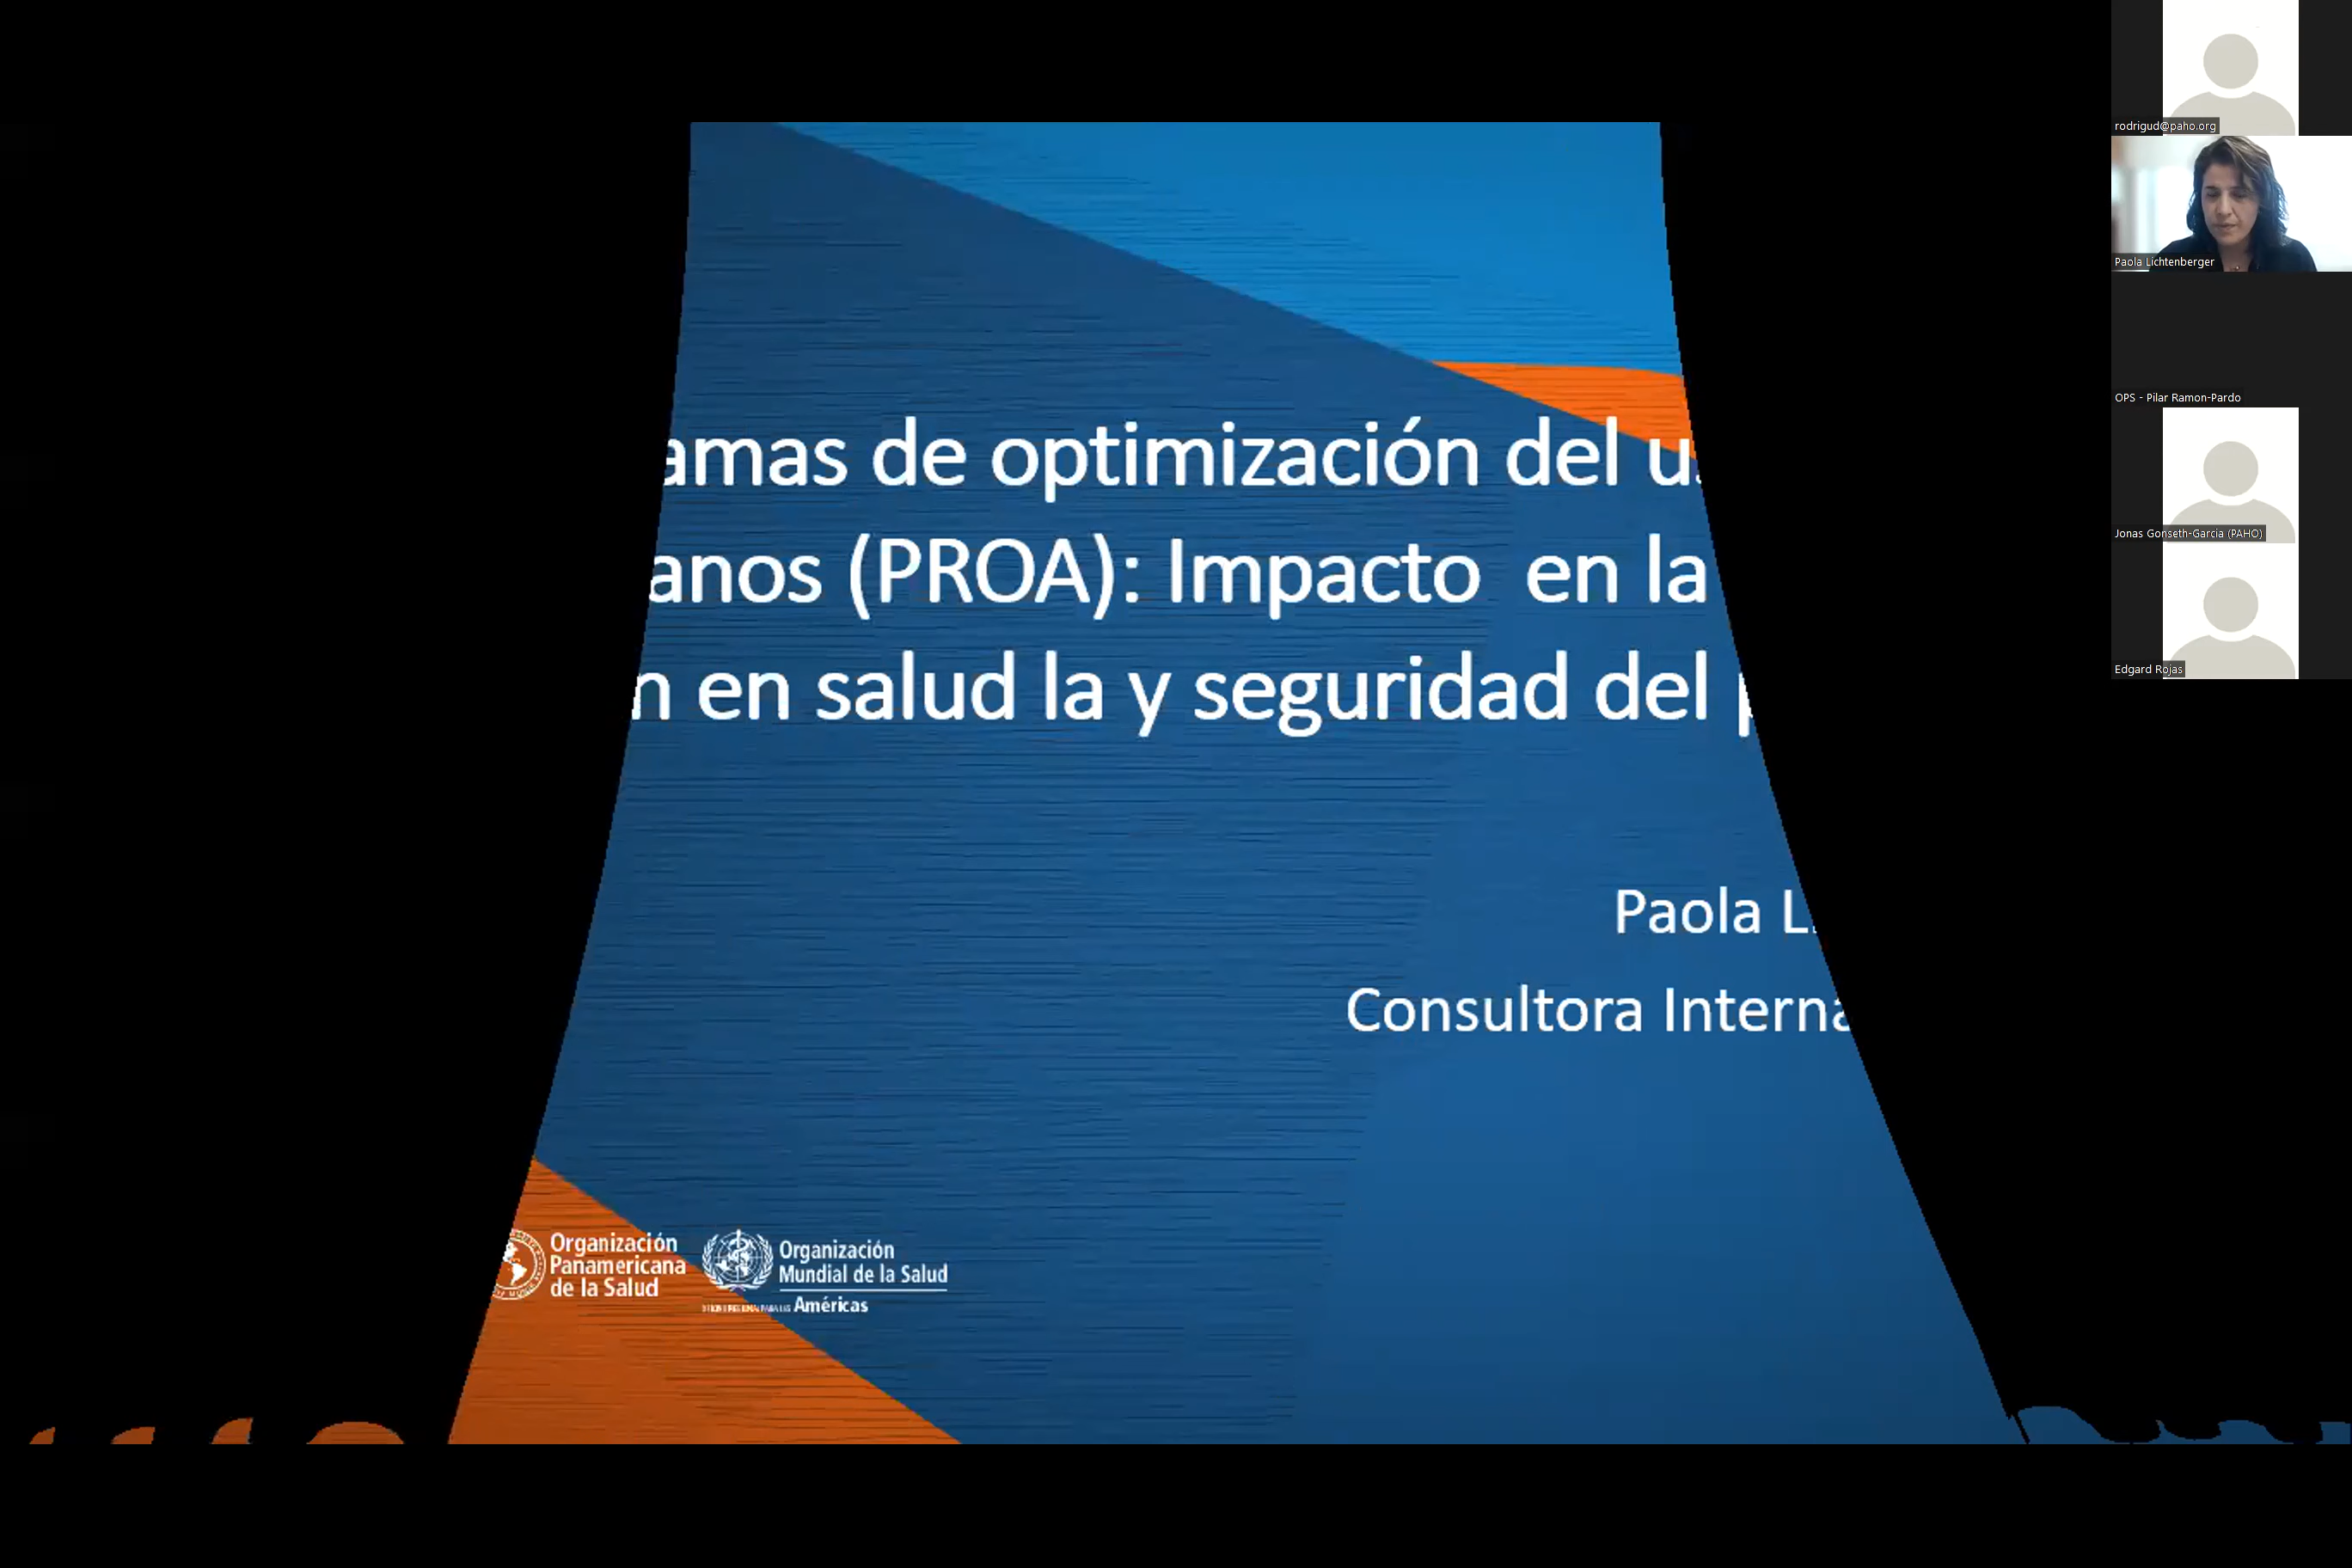 amas de optimización del u
anos (PROA): Impacto en la
n en salud la y seguridad del p
Paola L
Consultora Interna
Organización
Panamericana
de la Salud
Organización
Mundial de la Salud
Américas
rodrigud@paho.org
Paola Lichtenberger
OPS - Pilar Ramon-Pardo
Jonas Gonseth-Garcia (PAHO)
Edgard Rojas